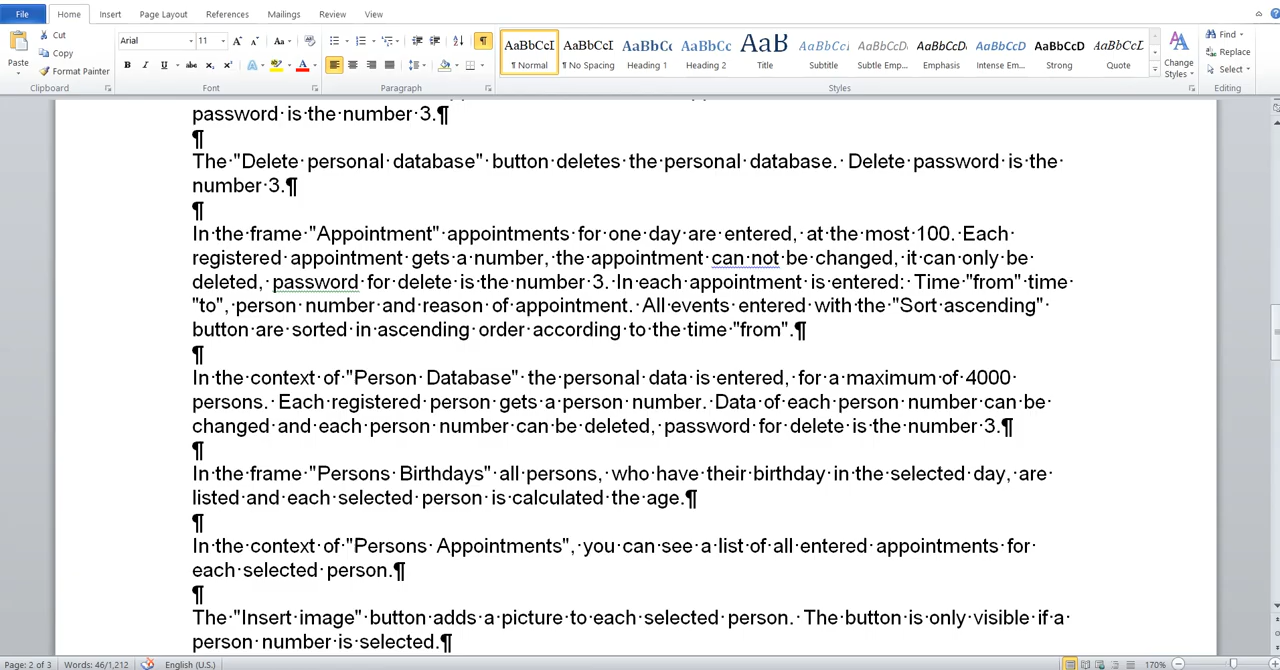 File Home Insert Page Layout References Mailings Review View
Cut
Copy
Format Painter
Paste
Clipboard
Arial 11
Font
Paragraph
AaBbCcI AaBbCcI AaBbCc AaBbCc AaB AaBbCcI AaBbCcD AaBbCcD AaBbCcD AaBbCcD AaBbCcL
¶ Normal ¶ No Spacing Heading 1 Heading 2 Title Subtitle Subtle Emp... Emphasis Intense Em... Strong Quote
Styles
Change Styles
Find
Replace
Select
Editing
password is the number 3.¶
¶
The "Delete personal database" button deletes the personal database. Delete password is the
number 3.¶
¶
In the frame "Appointment" appointments for one day are entered, at the most 100. Each
registered appointment gets a number, the appointment can not be changed, it can only be
deleted, password for delete is the number 3. In each appointment is entered: Time "from" time
"to", person number and reason of appointment. All events entered with the "Sort ascending"
button are sorted in ascending order according to the time "from".¶
¶
In the context of "Person Database" the personal data is entered, for a maximum of 4000
persons. Each registered person gets a person number. Data of each person number can be
changed and each person number can be deleted, password for delete is the number 3.¶
¶
In the frame "Persons Birthdays" all persons, who have their birthday in the selected day, are
listed and each selected person is calculated the age.¶
¶
In the context of "Persons Appointments", you can see a list of all entered appointments for
each selected person.¶
¶
The "Insert image" button adds a picture to each selected person. The button is only visible if a
person number is selected.¶
Page: 2 of 3 Words: 46/1,212 English (U.S.) 170%